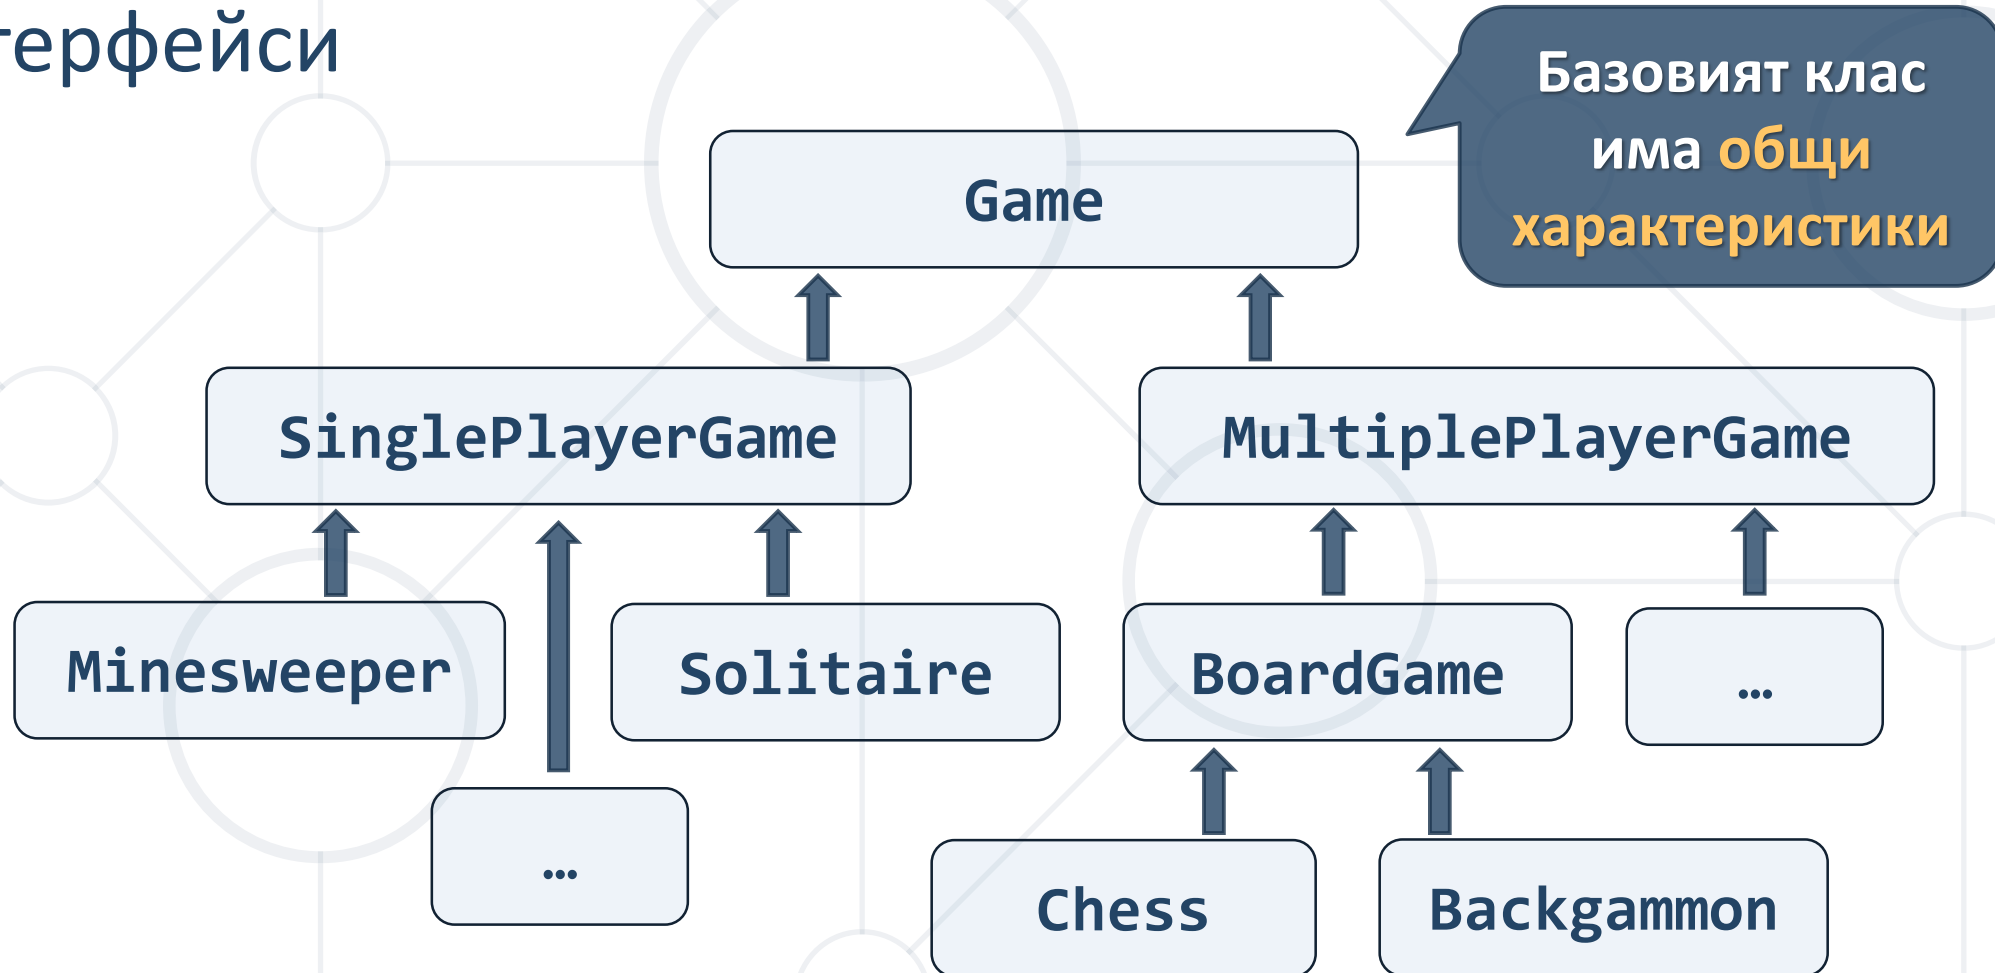 терфейси
Базовият клас
има общи
характеристики
Game
SinglePlayerGame
MultiplePlayerGame
Minesweeper
Solitaire
BoardGame
…
…
Chess
Backgammon